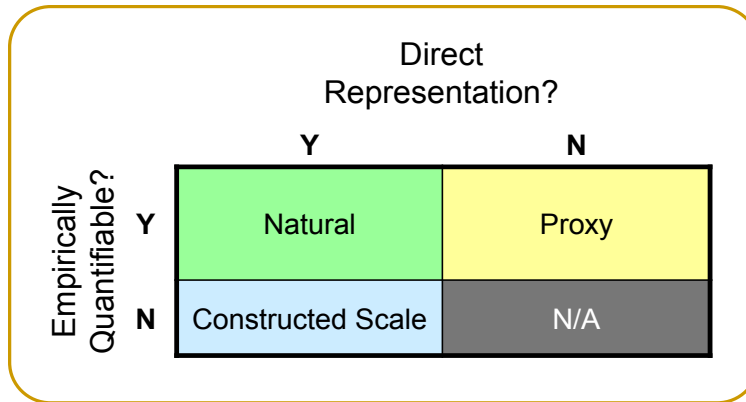 Direct
Representation?
Y N
Empirically
Quantifiable?
Y Natural Proxy
N Constructed Scale N/A